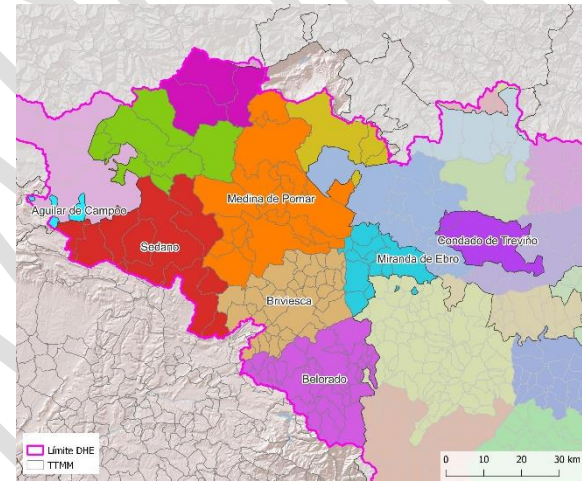 Medina de Pomar
Aguilar de Campóo
Condado de Treviño
Sedano
Miranda de Ebro
Briviesca
Belorado
Límite DHE
TTMM
0 10 20 30 km